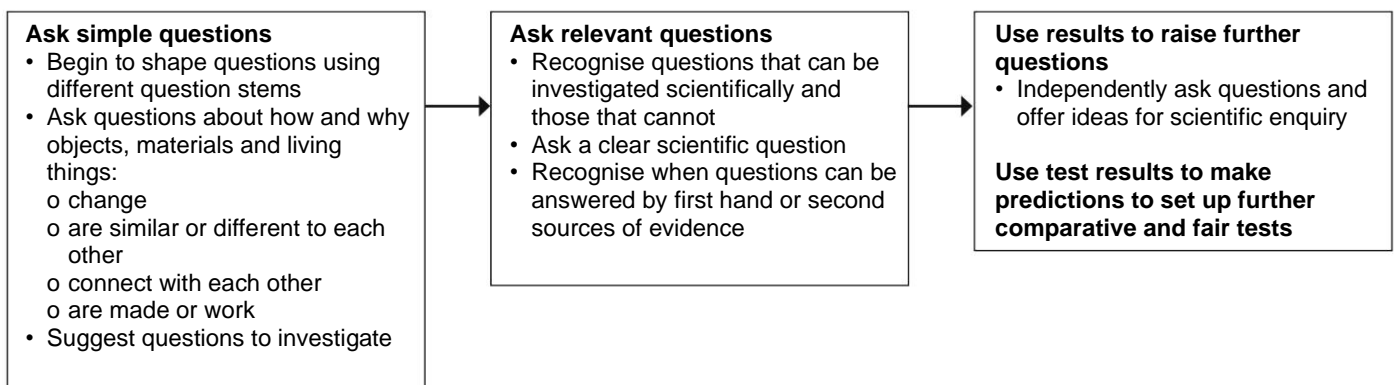 Ask simple questions
• Begin to shape questions using
different question stems
• Ask questions about how and why
objects, materials and living
things:
o change
o are similar or different to each
other
o connect with each other
o are made or work
• Suggest questions to investigate
Ask relevant questions
• Recognise questions that can be
investigated scientifically and
those that cannot
• Ask a clear scientific question
• Recognise when questions can be
answered by first hand or second
sources of evidence
Use results to raise further
questions
• Independently ask questions and
offer ideas for scientific enquiry
Use test results to make
predictions to set up further
comparative and fair tests